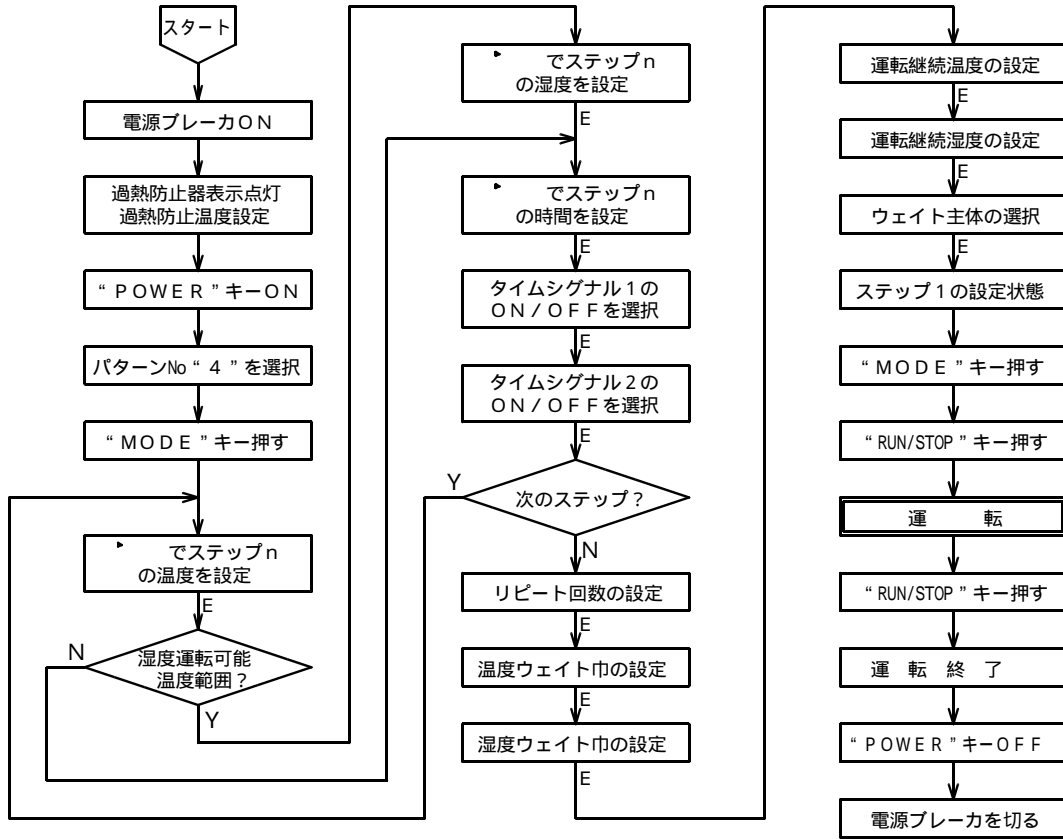 スタート
電源ブレーカON
過熱防止器表示点灯
過熱防止温度設定
“POWER”キーON
パターンNo“4”を選択
“MODE”キー押す
でステップn
の温度を設定
E
湿度運転可能
温度範囲?
N
Y
でステップn
の湿度を設定
E
でステップn
の時間を設定
E
タイムシグナル1の
ON/OFFを選択
E
タイムシグナル2の
ON/OFFを選択
E
次のステップ?
Y
N
リピート回数の設定
E
温度ウェイト巾の設定
E
湿度ウェイト巾の設定
E
運転継続温度の設定
E
運転継続湿度の設定
E
ウェイト主体の選択
E
ステップ1の設定状態
“MODE”キー押す
“RUN/STOP”キー押す
運 転
“RUN/STOP”キー押す
運 転 終 了
“POWER”キーOFF
電源ブレーカを切る